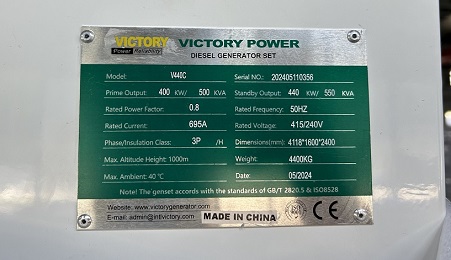 VICTORY
Power Reliability
VICTORY POWER
DIESEL GENERATOR SET
Model: V440C Serial NO.: 202405110356
Prime Output: 400 KW/ 500 KVA Standby Output: 440 KW/ 550 KVA
Rated Power Factor: 0.8 Rated Frequency: 50HZ
Rated Current: 695A Rated Voltage: 415/240V
Phase/Insulation Class: 3P /H Dimensions(mm) 4118*1600*2400
Max. Altitude Height: 1000m Weight: 4400KG
Max. Ambient: 40℃ Date: 05/2024
Note! The genset accords with the standards of GB/T 2820.5 & ISO8528
Website: www.victorygenerator.com
E-mail: admin@intlvictory.com
MADE IN CHINA
CE